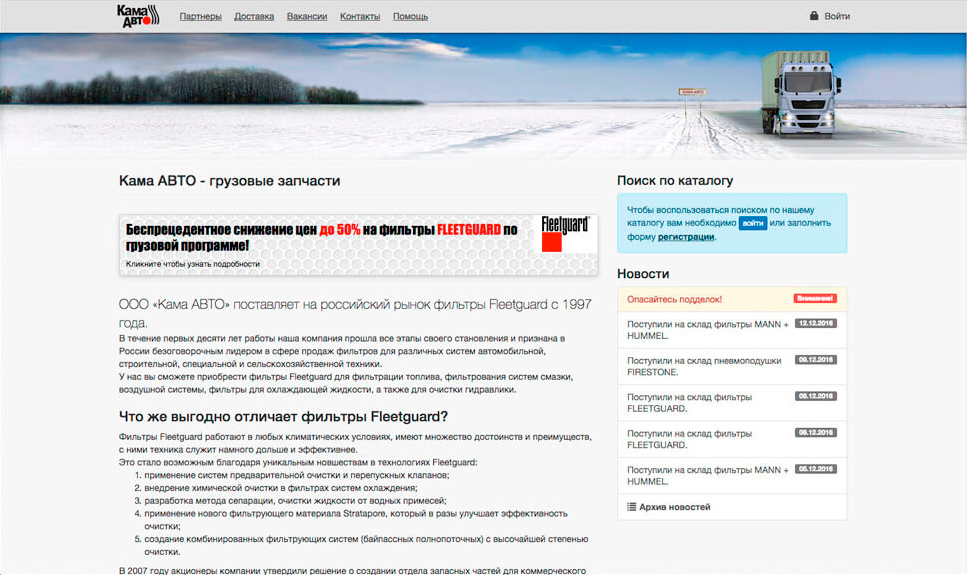 Кама Авто
Партнеры Доставка Вакансии Контакты Помощь
Войти
КАМА-АВТО
Кама АВТО - грузовые запчасти
Беспрецедентное снижение цен до 50% на фильтры FLEETGUARD по
грузовой программе!
Кликните чтобы узнать подробности
Fleetguard
ООО «Кама АВТО» поставляет на российский рынок фильтры Fleetguard с 1997
года.
В течение первых десяти лет работы наша компания прошла все этапы своего становления и признана в
России безоговорочным лидером в сфере продаж фильтров для различных систем автомобильной,
строительной, специальной и сельскохозяйственной техники.
У нас вы сможете приобрести фильтры Fleetguard для фильтрации топлива, фильтрования систем смазки,
воздушной системы, фильтры для охлаждающей жидкости, а также для очистки гидравлики.
Что же выгодно отличает фильтры Fleetguard?
Фильтры Fleetguard работают в любых климатических условиях, имеют множество достоинств и преимуществ,
с ними техника служит намного дольше и эффективнее.
Это стало возможным благодаря уникальным новшествам в технологиях Fleetguard:
1. применение систем предварительной очистки и перепускных клапанов;
2. внедрение химической очистки в фильтрах систем охлаждения;
3. разработка метода сепарации, очистки жидкости от водных примесей;
4. применение нового фильтрующего материала Stratapore, который в разы улучшает эффективность
очистки;
5. создание комбинированных фильтрующих систем (байпассных полнопоточных) с высочайшей степенью
очистки.
В 2007 году акционеры компании утвердили решение о создании отдела запасных частей для коммерческого
Поиск по каталогу
Чтобы воспользоваться поиском по нашему
каталогу вам необходимо войти или заполнить
форму регистрации.
Новости
Опасайтесь подделок! Внимание!
Поступили на склад фильтры MANN + 12.12.2016
HUMMEL.
Поступили на склад пневмоподушки 09.12.2016
FIRESTONE.
Поступили на склад фильтры 09.12.2016
FLEETGUARD.
Поступили на склад фильтры 08.12.2016
FLEETGUARD.
Поступили на склад фильтры MANN + 05.12.2016
HUMMEL.
Архив новостей